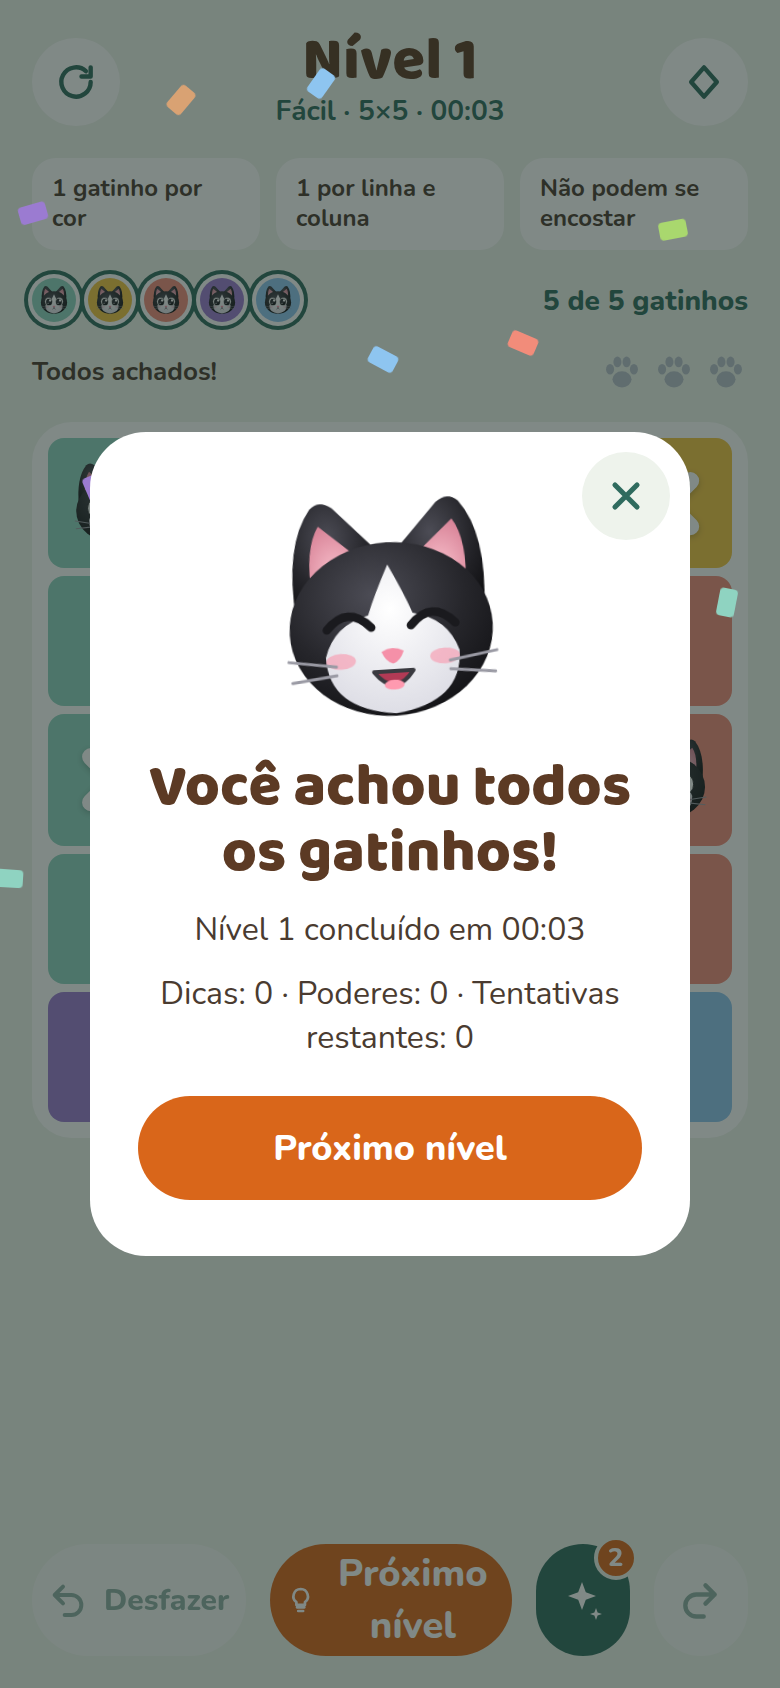 Nível 1
Fácil · 5×5 · 00:03
1 gatinho por
cor
1 por linha e
coluna
Não podem se
encostar
5 de 5 gatinhos
Todos achados!
Você achou todos
os gatinhos!
Nível 1 concluído em 00:03
Dicas: 0 · Poderes: 0 · Tentativas
restantes: 0
Próximo nível
Desfazer
Próximo
nível
2